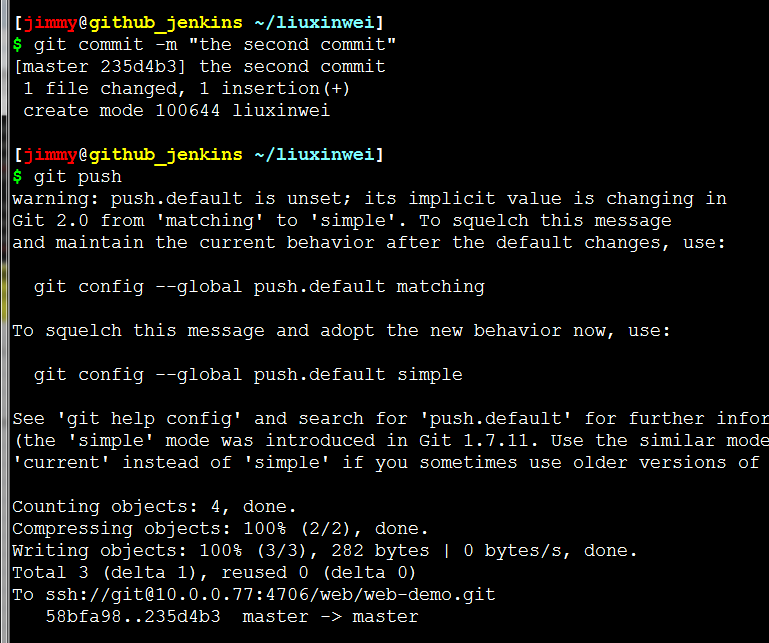 [jimmy@github_jenkins ~/liuxinwei]
$ git commit -m "the second commit"
[master 235d4b3] the second commit
 1 file changed, 1 insertion(+)
 create mode 100644 liuxinwei

[jimmy@github_jenkins ~/liuxinwei]
$ git push
warning: push.default is unset; its implicit value is changing in
Git 2.0 from 'matching' to 'simple'. To squelch this message
and maintain the current behavior after the default changes, use:

  git config --global push.default matching

To squelch this message and adopt the new behavior now, use:

  git config --global push.default simple

See 'git help config' and search for 'push.default' for further infor
(the 'simple' mode was introduced in Git 1.7.11. Use the similar mode
'current' instead of 'simple' if you sometimes use older versions of

Counting objects: 4, done.
Compressing objects: 100% (2/2), done.
Writing objects: 100% (3/3), 282 bytes | 0 bytes/s, done.
Total 3 (delta 1), reused 0 (delta 0)
To ssh://git@10.0.0.77:4706/web/web-demo.git
   58bfa98..235d4b3  master -> master